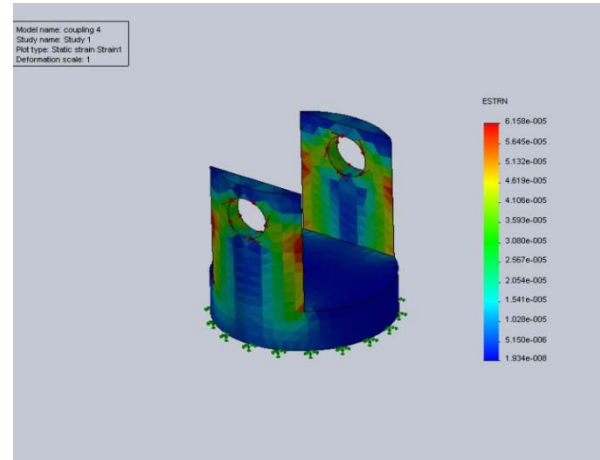 Model name: coupling 4
Study name: Study 1
Plot type: Static strain Strain1
Deformation scale: 1
ESTRN
6.158e-005
5.645e-005
5.132e-005
4.619e-005
4.106e-005
3.593e-005
3.080e-005
2.567e-005
2.054e-005
1.541e-005
1.028e-005
5.150e-006
1.934e-008